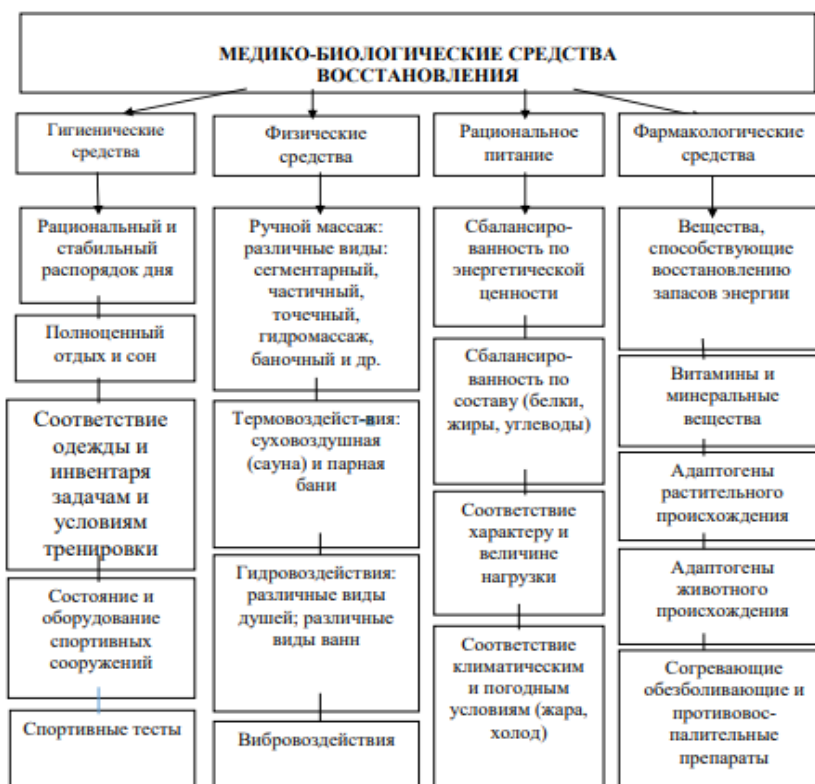 МЕДИКО-БИОЛОГИЧЕСКИЕ СРЕДСТВА
ВОССТАНОВЛЕНИЯ
Гигиенические
средства
Физические
средства
Рациональное
питание
Фармакологические
средства
Рациональный и
стабильный
распорядок дня
Полноценный
отдых и сон
Соответствие
одежды и
инвентаря
задачам и
условиям
тренировки
Состояние и
оборудование
спортивных
сооружений
Спортивные тесты
Ручной массаж:
различные виды:
сегментарный,
частичный,
точечный,
гидромассаж,
баночный и др.
Термовоздейст-вия:
суховоздушная
(сауна) и парная
бани
Гидровоздействия:
различные виды
душей; различные
виды ванн
Вибровоздействия
Сбалансиро-
ванность по
энергетической
ценности
Сбалансиро-
ванность по
составу (белки,
жиры, углеводы)
Соответствие
характеру и
величине
нагрузки
Соответствие
климатическим
и погодным
условиям (жара,
холод)
Вещества,
способствующие
восстановлению
запасов энергии
Витамины и
минеральные
вещества
Адаптогены
растительного
происхождения
Адаптогены
животного
происхождения
Согревающие
обезболивающие и
противовос-
палительные
препараты